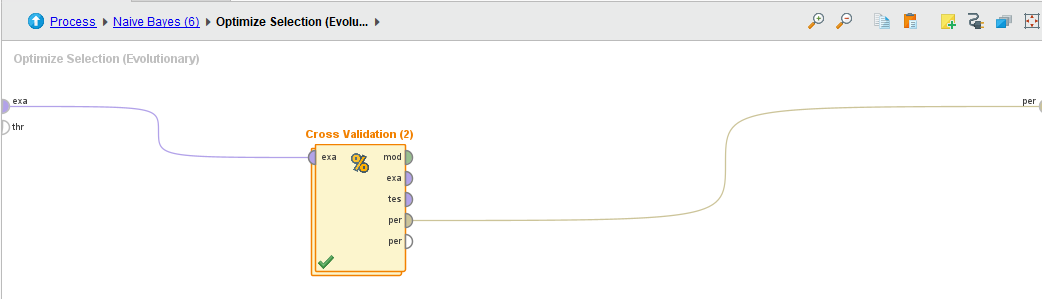 Process ▸ Naive Bayes (6) ▸ Optimize Selection (Evolu... ▸
Optimize Selection (Evolutionary)
exa
per
thr
Cross Validation (2)
exa
%
mod
exa
tes
per
per